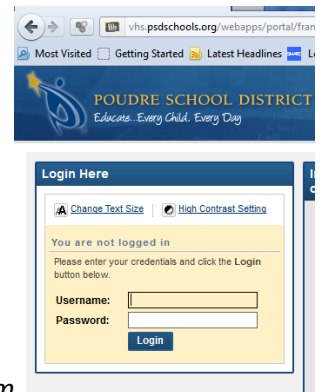 Bb vhs.psdschools.org/webapps/portal/fran
Most Visited Getting Started Latest Headlines
POUDRE SCHOOL DISTRICT
Educate...Every Child, Every Day
Login Here
A Change Text Size High Contrast Setting
You are not logged in
Please enter your credentials and click the Login
button below.
Username:
Password:
Login